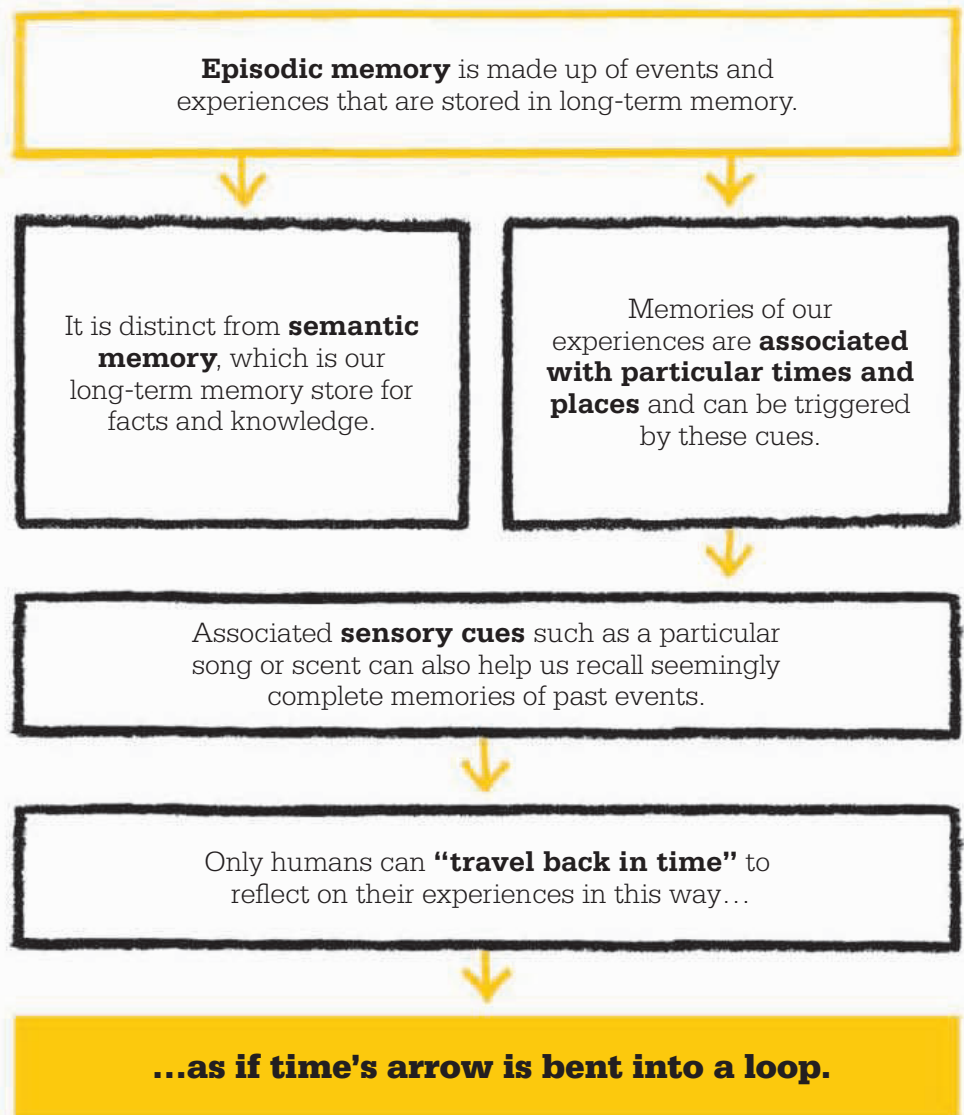 Episodic memory is made up of events and
experiences that are stored in long-term memory.
It is distinct from semantic
memory, which is our
long-term memory store for
facts and knowledge.
Memories of our
experiences are associated
with particular times and
places and can be triggered
by these cues.
Associated sensory cues such as a particular
song or scent can also help us recall seemingly
complete memories of past events.
Only humans can “travel back in time” to
reflect on their experiences in this way…
…as if time’s arrow is bent into a loop.